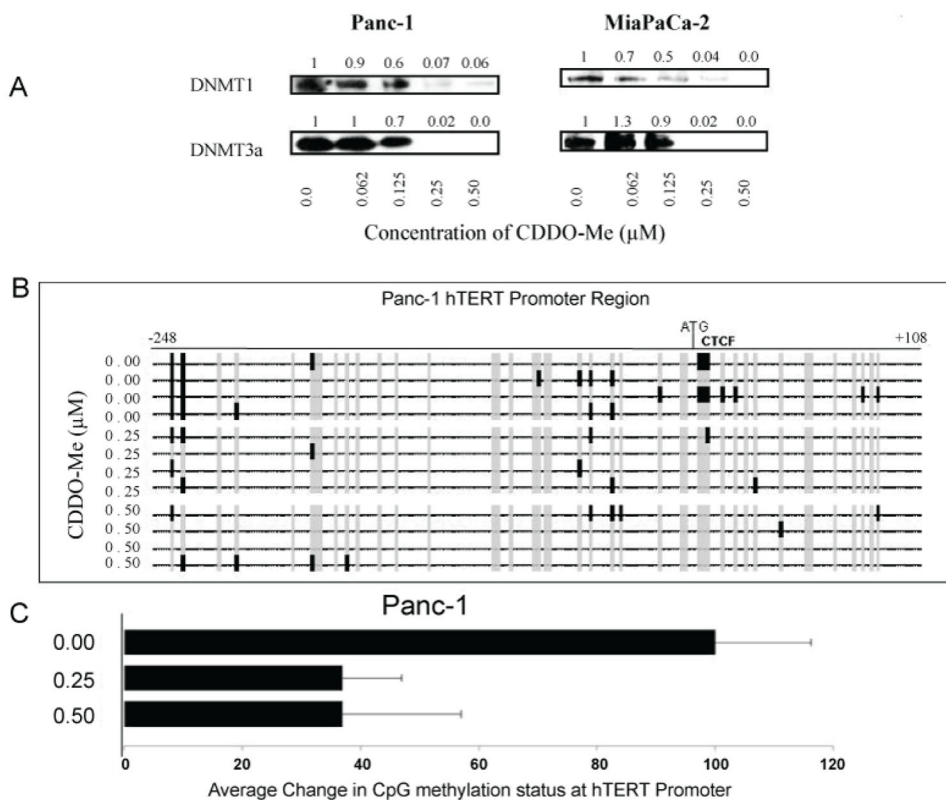 Panc-1 MiaPaCa-2
A
1 0.9 0.6 0.07 0.06 1 0.7 0.5 0.04 0.0
DNMT1
1 1 0.7 0.02 0.0 1 1.3 0.9 0.02 0.0
DNMT3a
0.0 0.062 0.125 0.25 0.50 0.0 0.062 0.125 0.25 0.50
Concentration of CDDO-Me (µM)
B
Panc-1 hTERT Promoter Region
-248 ATG +108
CTCF
CDDO-Me (µM)
0.00
0.00
0.00
0.00
0.25
0.25
0.25
0.25
0.50
0.50
0.50
0.50
C
Panc-1
0.00
0.25
0.50
0 20 40 60 80 100 120
Average Change in CpG methylation status at hTERT Promoter